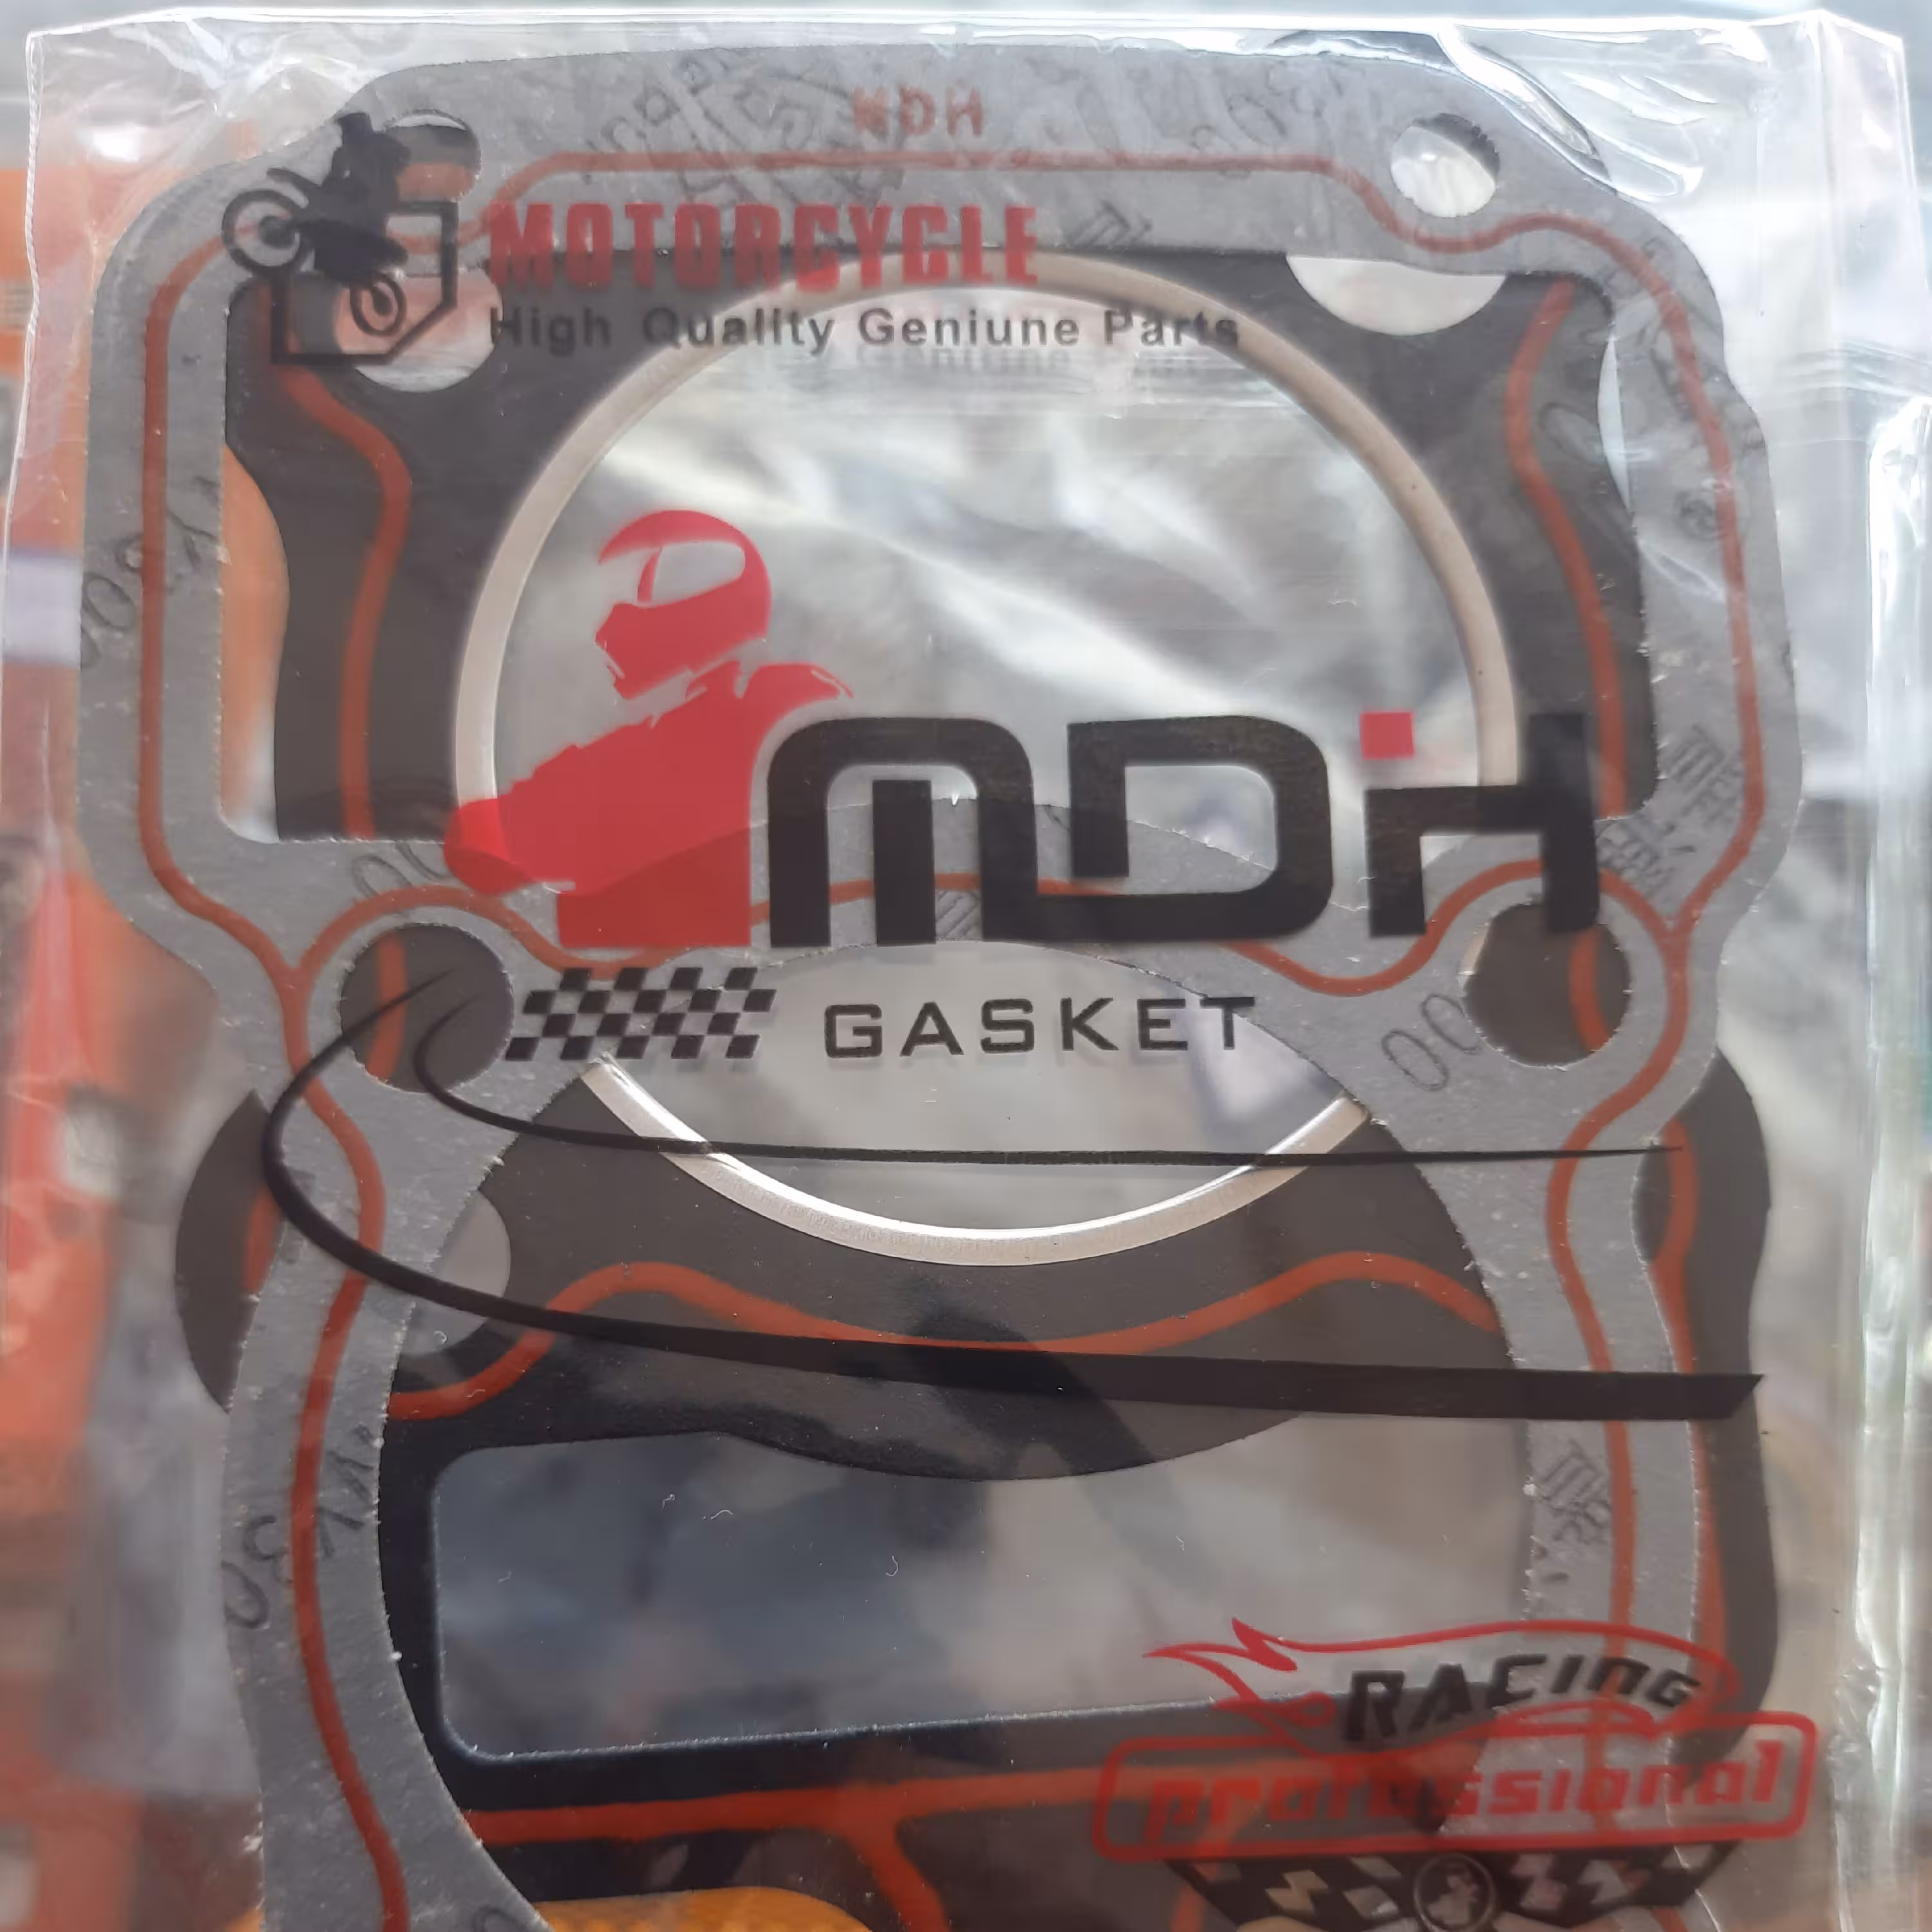 MDH
MOTORCYCLE
High Quality Geniune Parts
MDH
GASKET
RACING
professional